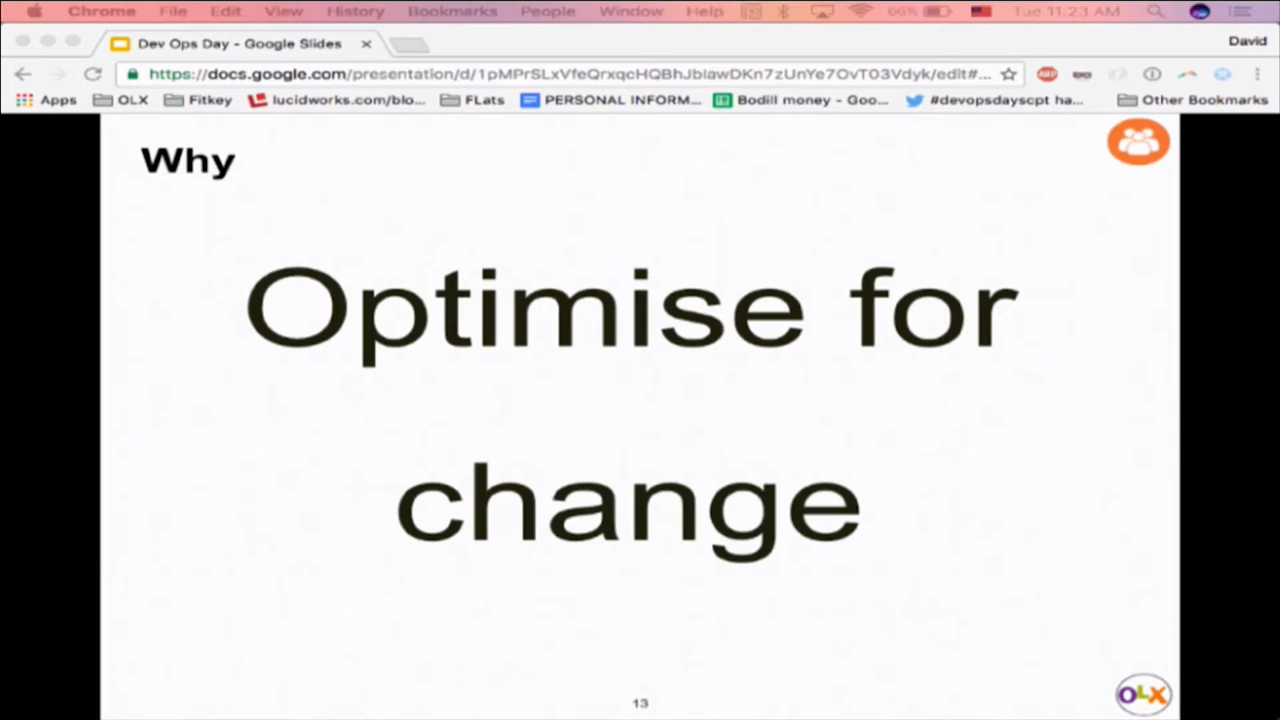 Chrome File Edit View History Bookmarks People Window Help 66% Tue 11:23 AM
Dev Ops Day - Google Slides
David
https://docs.google.com/presentation/d/1pMPrSLxVfeQrxqcHQBhJblawDKn7zUnYe7OvT03Vdyk/edit#...
ABP
Apps OLX Fitkey lucidworks.com/blo... FLats PERSONAL INFORM... Bodill money - Goo... #devopsdayscpt ha... Other Bookmarks
Why
Optimise for
change
13
OLX